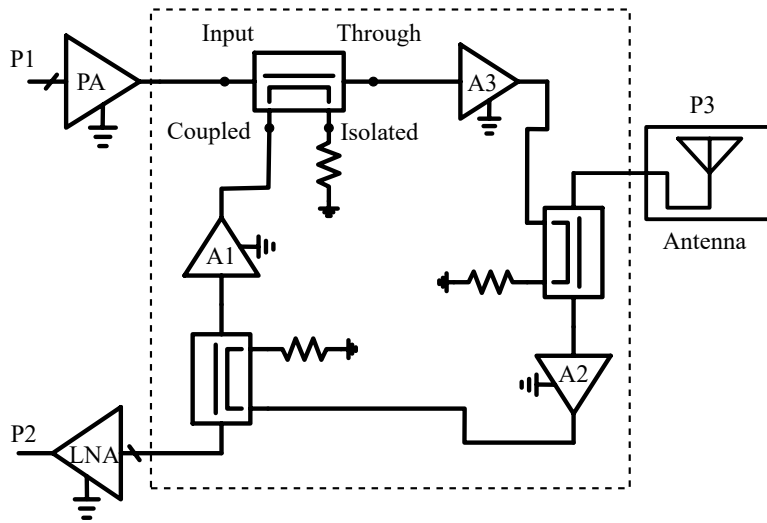 Input Through
P1
PA
A3
P3
Coupled Isolated
Antenna
A1
A2
P2
LNA